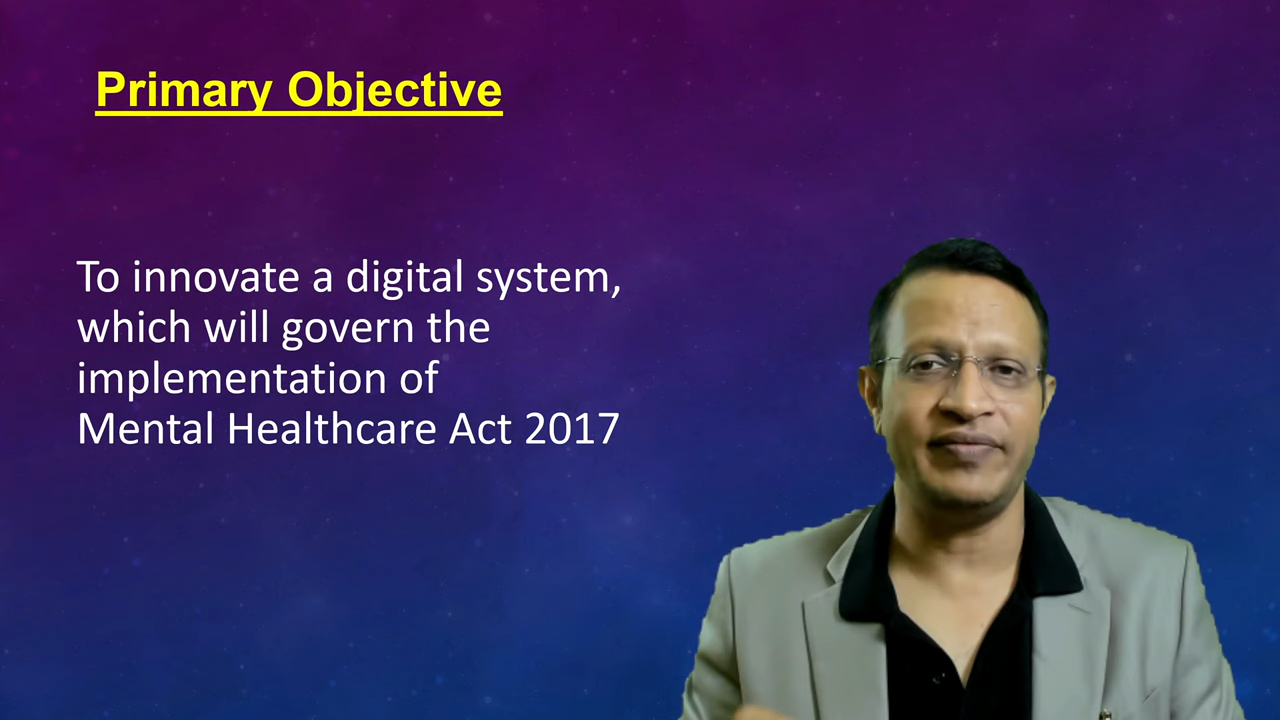 Primary Objective
To innovate a digital system,
which will govern the
implementation of
Mental Healthcare Act 2017